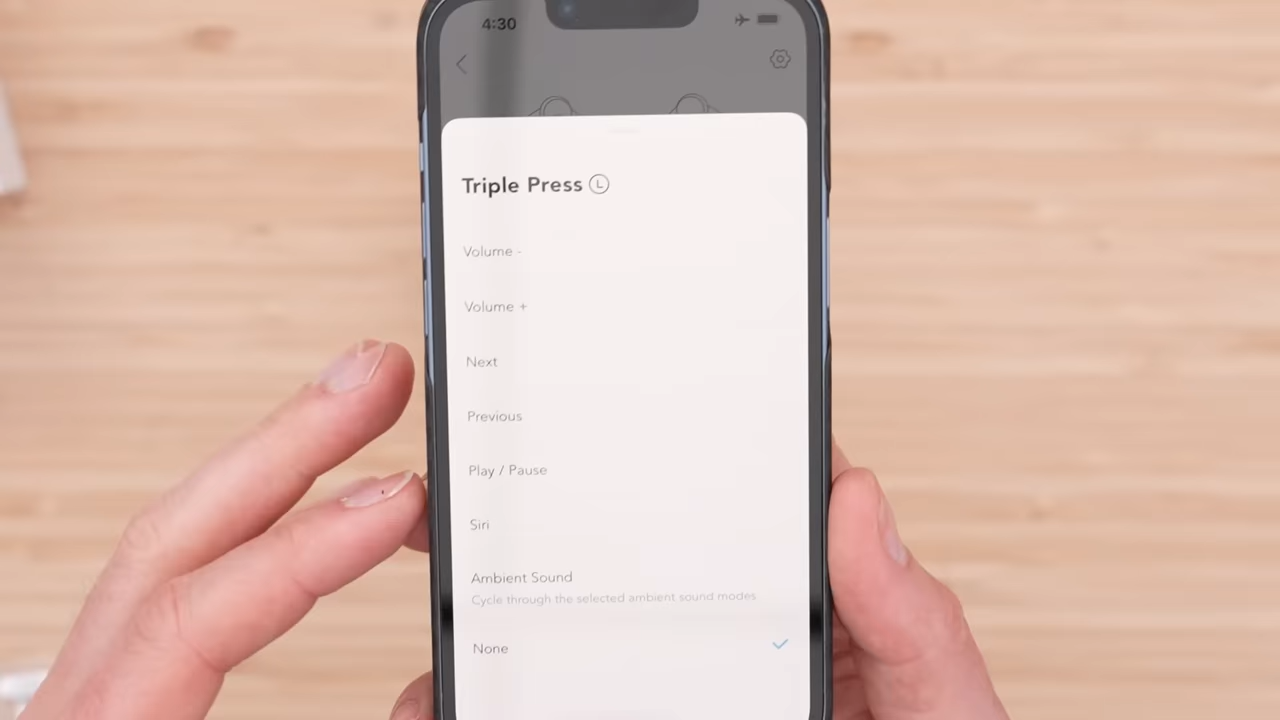 4:30
Triple Press L
Volume -
Volume +
Next
Previous
Play / Pause
Siri
Ambient Sound
Cycle through the selected ambient sound modes
None